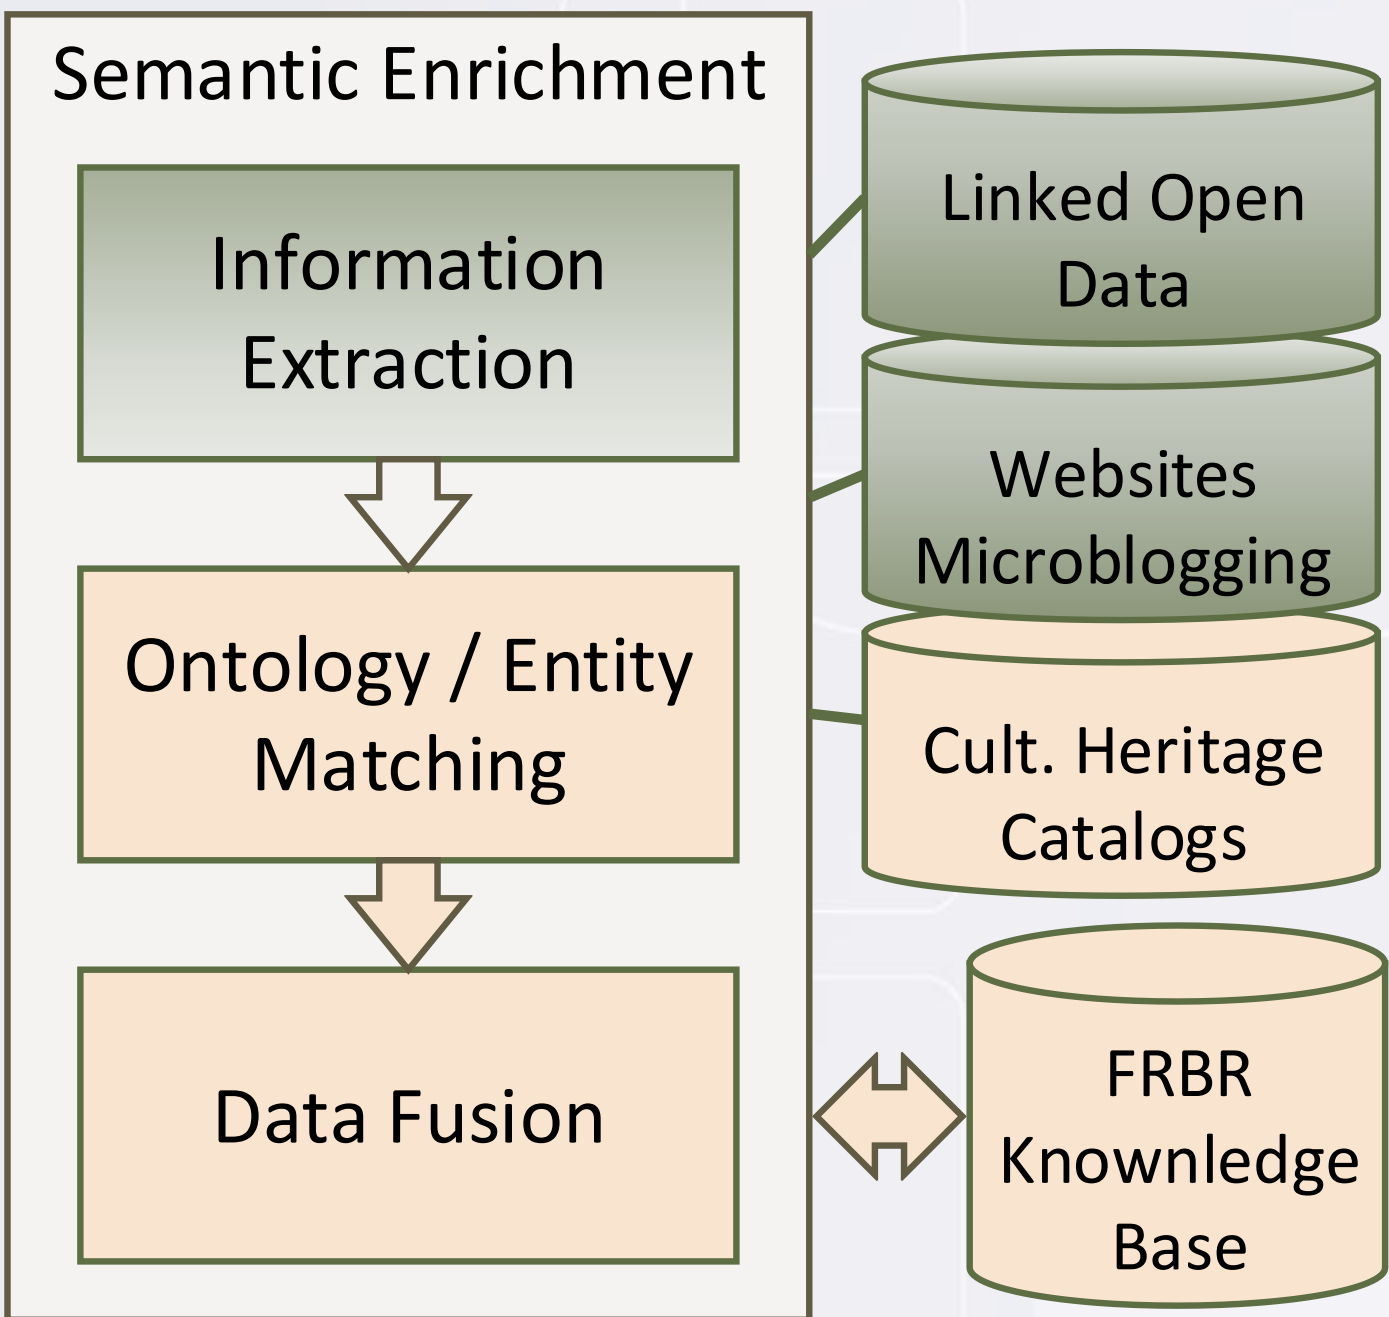 Semantic Enrichment
Information
Extraction
Ontology / Entity
Matching
Data Fusion
Linked Open
Data
Websites
Microblogging
Cult. Heritage
Catalogs
FRBR
Knownledge
Base